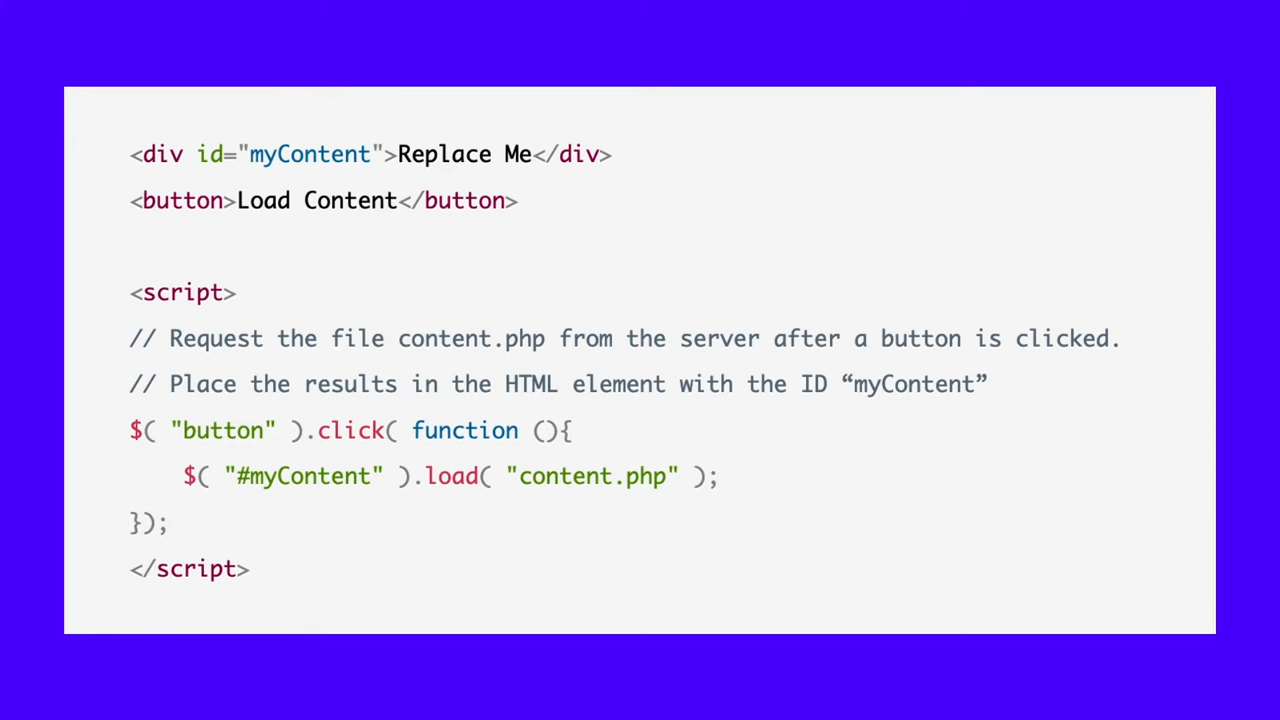 <div id="myContent">Replace Me</div>
<button>Load Content</button>
<script>
// Request the file content.php from the server after a button is clicked.
// Place the results in the HTML element with the ID “myContent”
$( "button" ).click( function (){
    $( "#myContent" ).load( "content.php" );
});
</script>